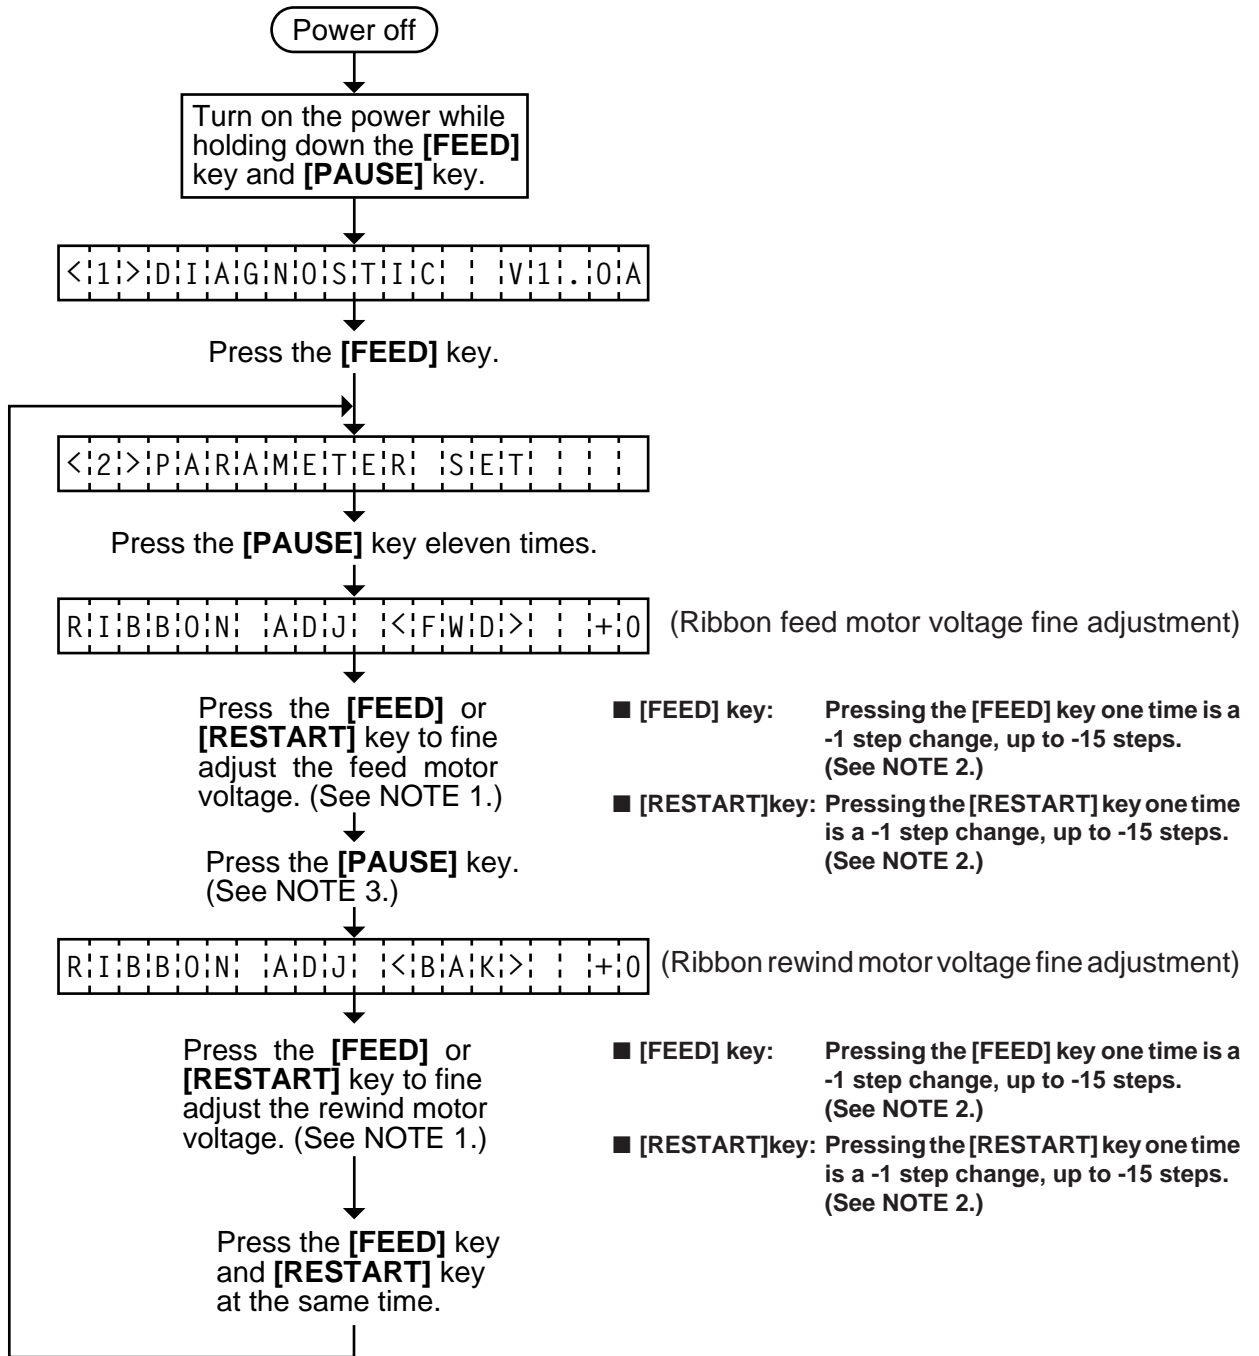 Power off
Turn on the power while
holding down the [FEED]
key and [PAUSE] key.
<1>DIAGNOSTIC  V1.0A
Press the [FEED] key.
<2>PARAMETER SET
Press the [PAUSE] key eleven times.
RIBBON ADJ <FWD>  +0
(Ribbon feed motor voltage fine adjustment)
Press the [FEED] or
[RESTART] key to fine
adjust the feed motor
voltage. (See NOTE 1.)
■ [FEED] key: Pressing the [FEED] key one time is a
-1 step change, up to -15 steps.
(See NOTE 2.)
■ [RESTART]key: Pressing the [RESTART] key one time
is a -1 step change, up to -15 steps.
(See NOTE 2.)
Press the [PAUSE] key.
(See NOTE 3.)
RIBBON ADJ <BAK>  +0
(Ribbon rewind motor voltage fine adjustment)
Press the [FEED] or
[RESTART] key to fine
adjust the rewind motor
voltage. (See NOTE 1.)
■ [FEED] key: Pressing the [FEED] key one time is a
-1 step change, up to -15 steps.
(See NOTE 2.)
■ [RESTART]key: Pressing the [RESTART] key one time
is a -1 step change, up to -15 steps.
(See NOTE 2.)
Press the [FEED] key
and [RESTART] key
at the same time.